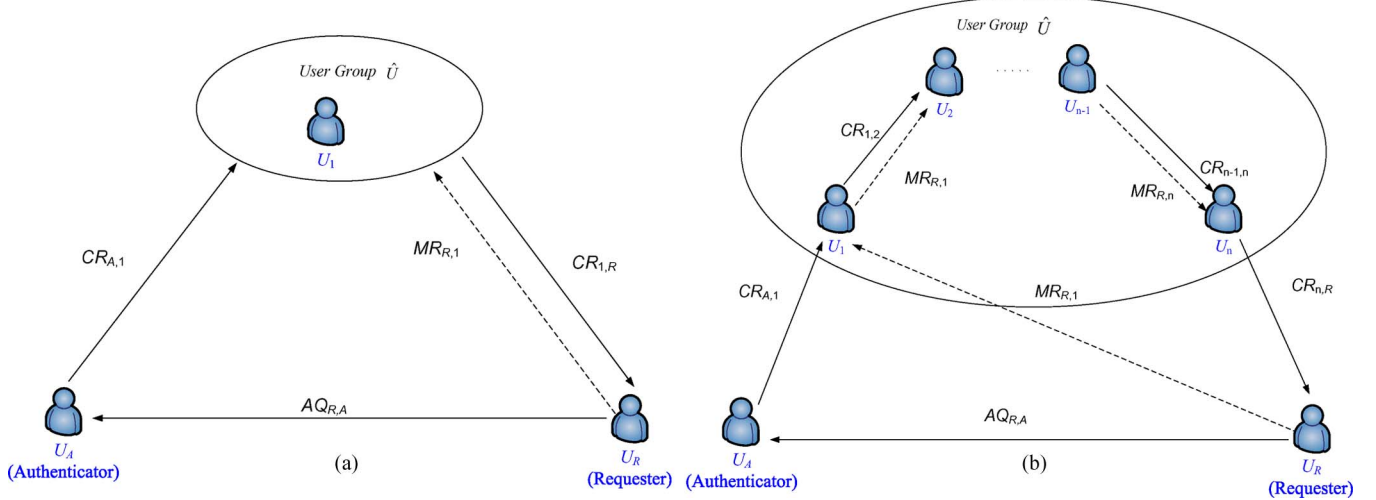 User Group Û
U1
CRA,1
MRR,1
CR1,R
AQR,A
UA
(Authenticator)
(a)
UR
(Requester)
User Group Û
U2
. . . . .
Un-1
CR1,2
MRR,1
CRn-1,n
MRR,n
U1
Un
CRA,1
MRR,1
CRn,R
AQR,A
UA
(Authenticator)
(b)
UR
(Requester)